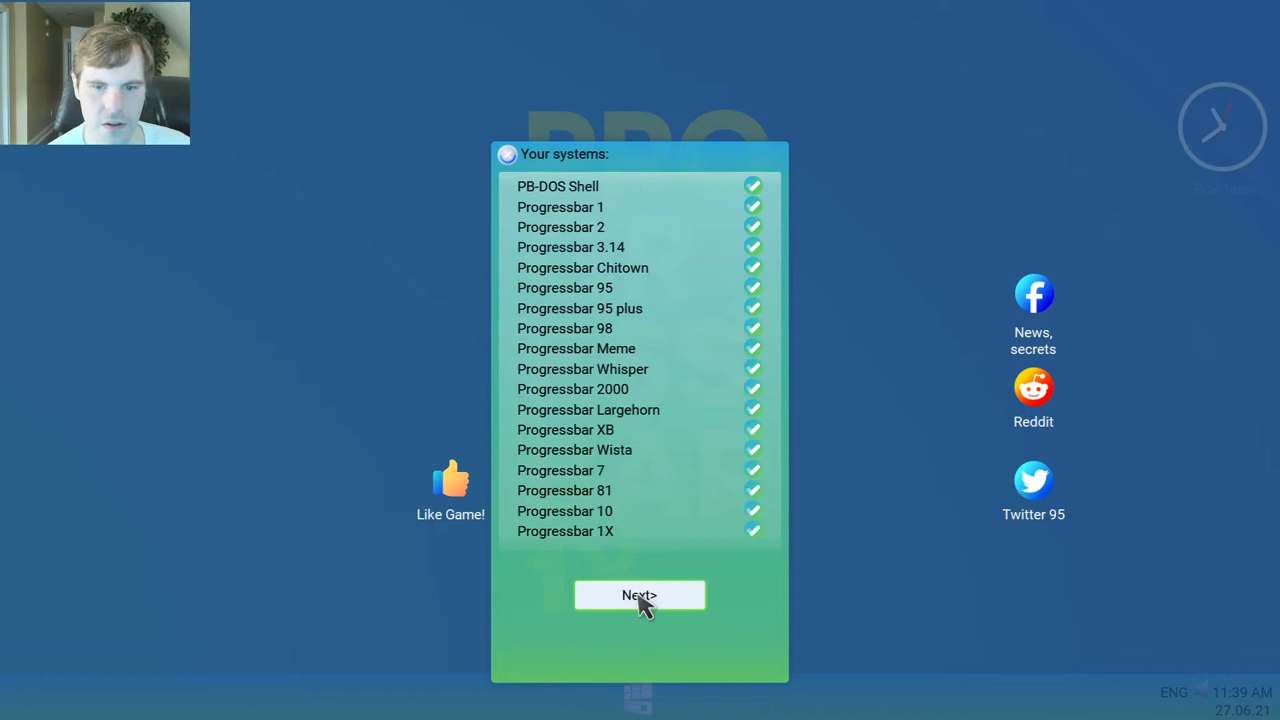 PRO
Your systems:
PB-DOS Shell
Progressbar 1
Progressbar 2
Progressbar 3.14
Progressbar Chitown
Progressbar 95
Progressbar 95 plus
Progressbar 98
Progressbar Meme
Progressbar Whisper
Progressbar 2000
Progressbar Largehorn
Progressbar XB
Progressbar Wista
Progressbar 7
Progressbar 81
Progressbar 10
Progressbar 1X
Next>
Like Game!
News,
secrets
Reddit
Twitter 95
ENG 11:39 AM
27.06.21